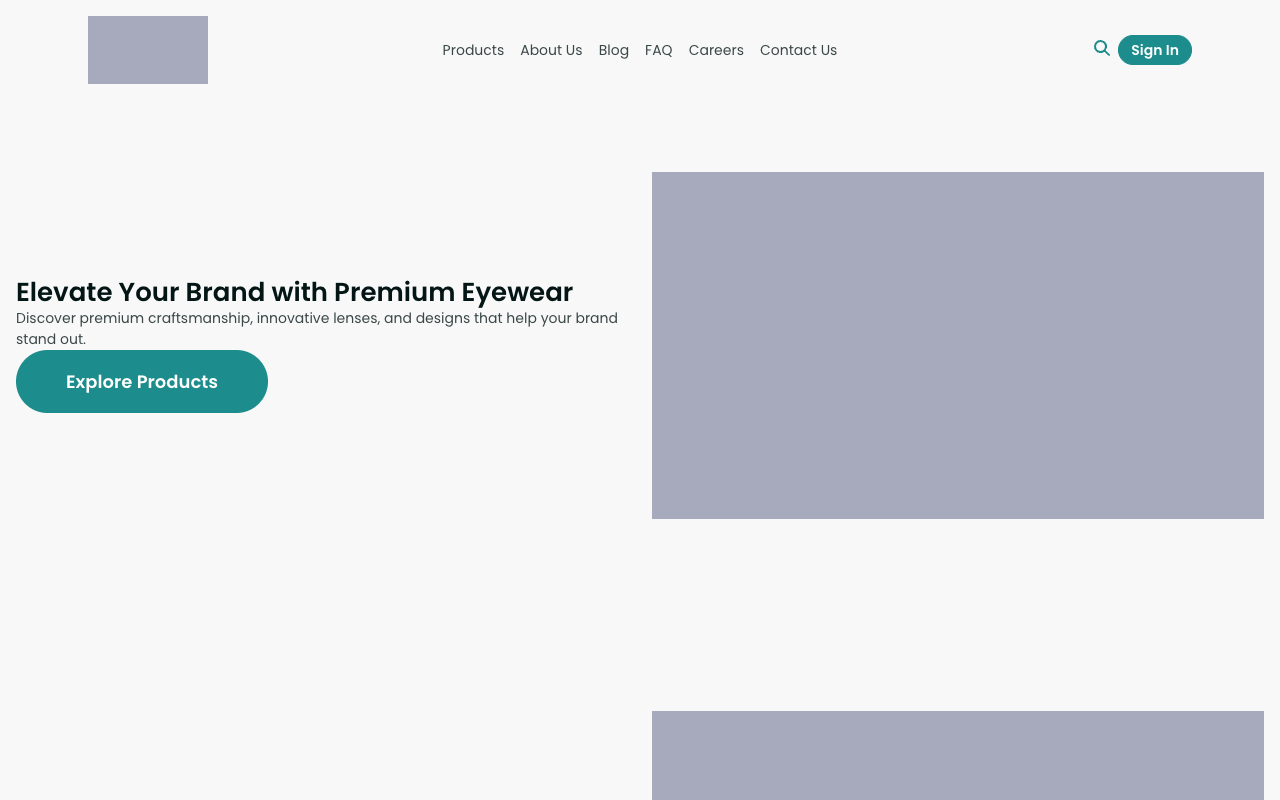 Products
About Us
Blog
FAQ
Careers
Contact Us
Sign In
Elevate Your Brand with Premium Eyewear
Discover premium craftsmanship, innovative lenses, and designs that help your brand
stand out.
Explore Products